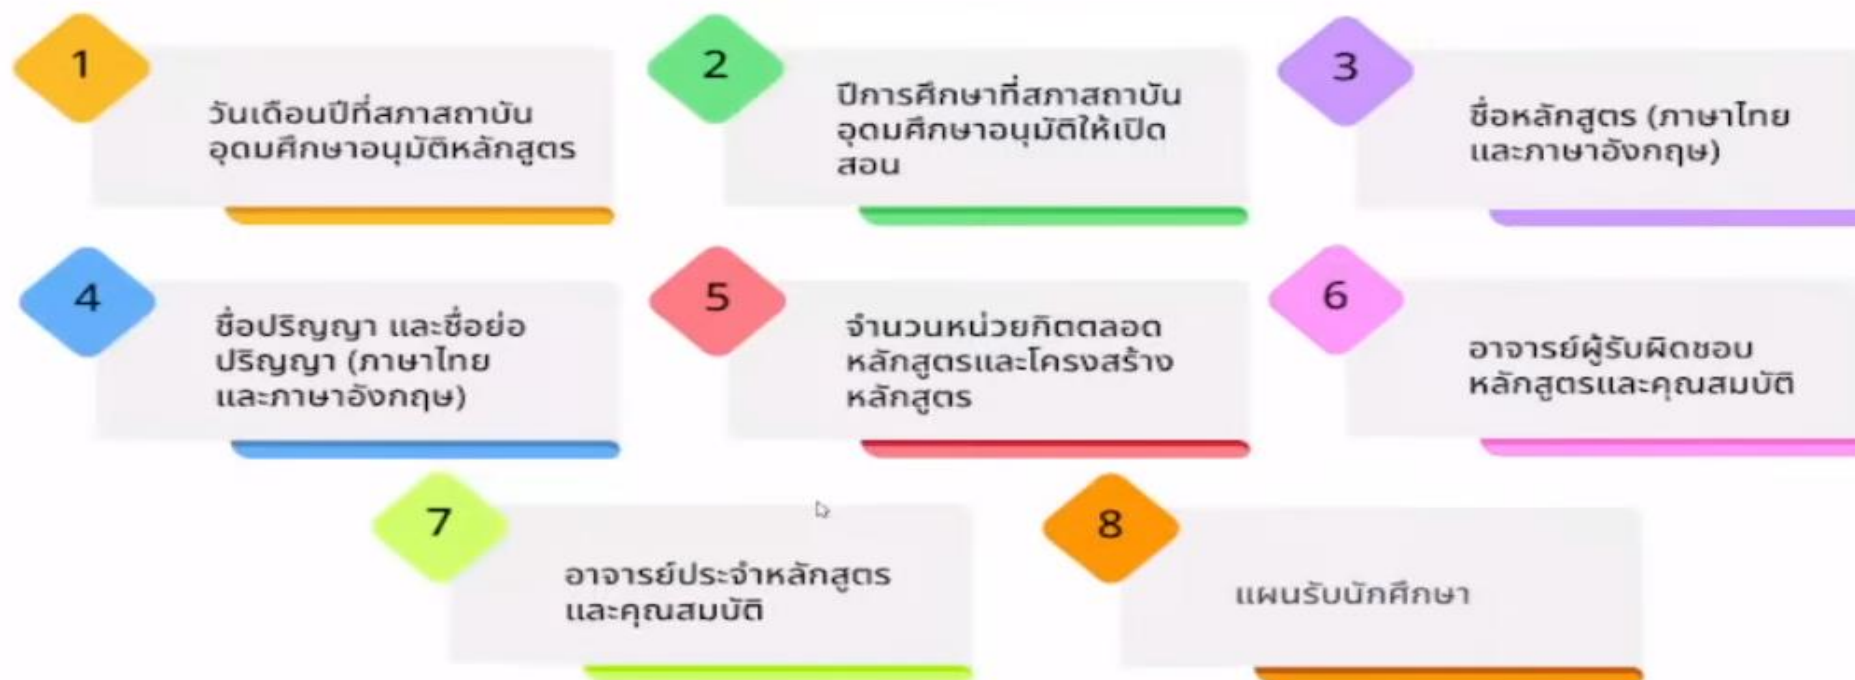 1
วันเดือนปีที่สภาสถาบัน
อุดมศึกษาอนุมัติหลักสูตร
2
ปีการศึกษาที่สภาสถาบัน
อุดมศึกษาอนุมัติให้เปิด
สอน
3
ชื่อหลักสูตร (ภาษาไทย
และภาษาอังกฤษ)
4
ชื่อปริญญา และชื่อย่อ
ปริญญา (ภาษาไทย
และภาษาอังกฤษ)
5
จำนวนหน่วยกิตตลอด
หลักสูตรและโครงสร้าง
หลักสูตร
6
อาจารย์ผู้รับผิดชอบ
หลักสูตรและคุณสมบัติ
7
อาจารย์ประจำหลักสูตร
และคุณสมบัติ
8
แผนรับนักศึกษา